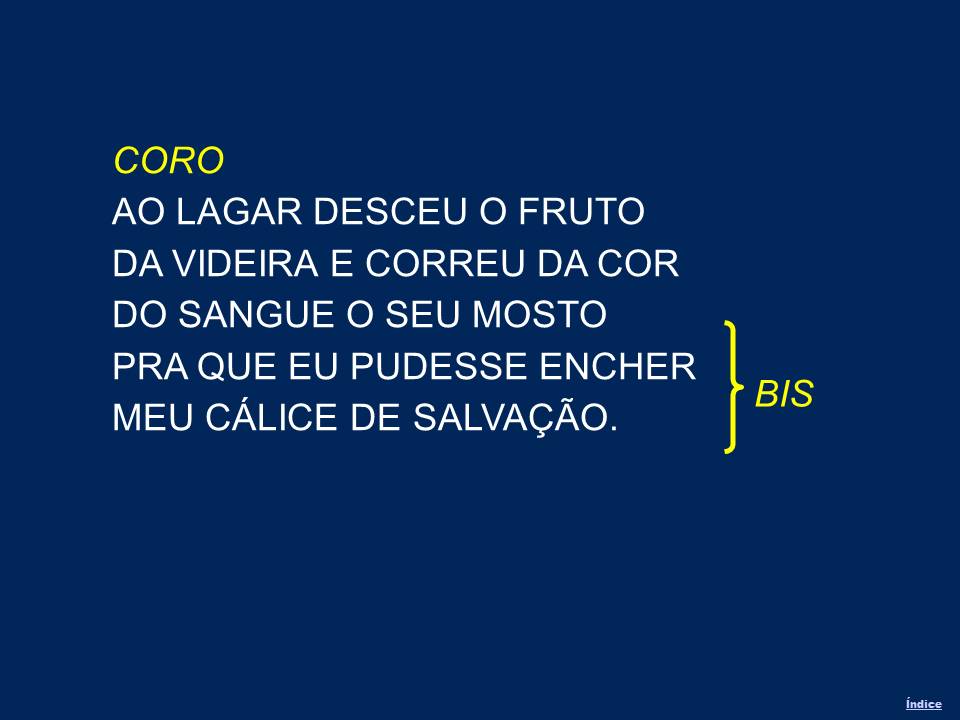 CORO
AO LAGAR DESCEU O FRUTO
DA VIDEIRA E CORREU DA COR
DO SANGUE O SEU MOSTO
PRA QUE EU PUDESSE ENCHER
MEU CÁLICE DE SALVAÇÃO.
BIS
Índice